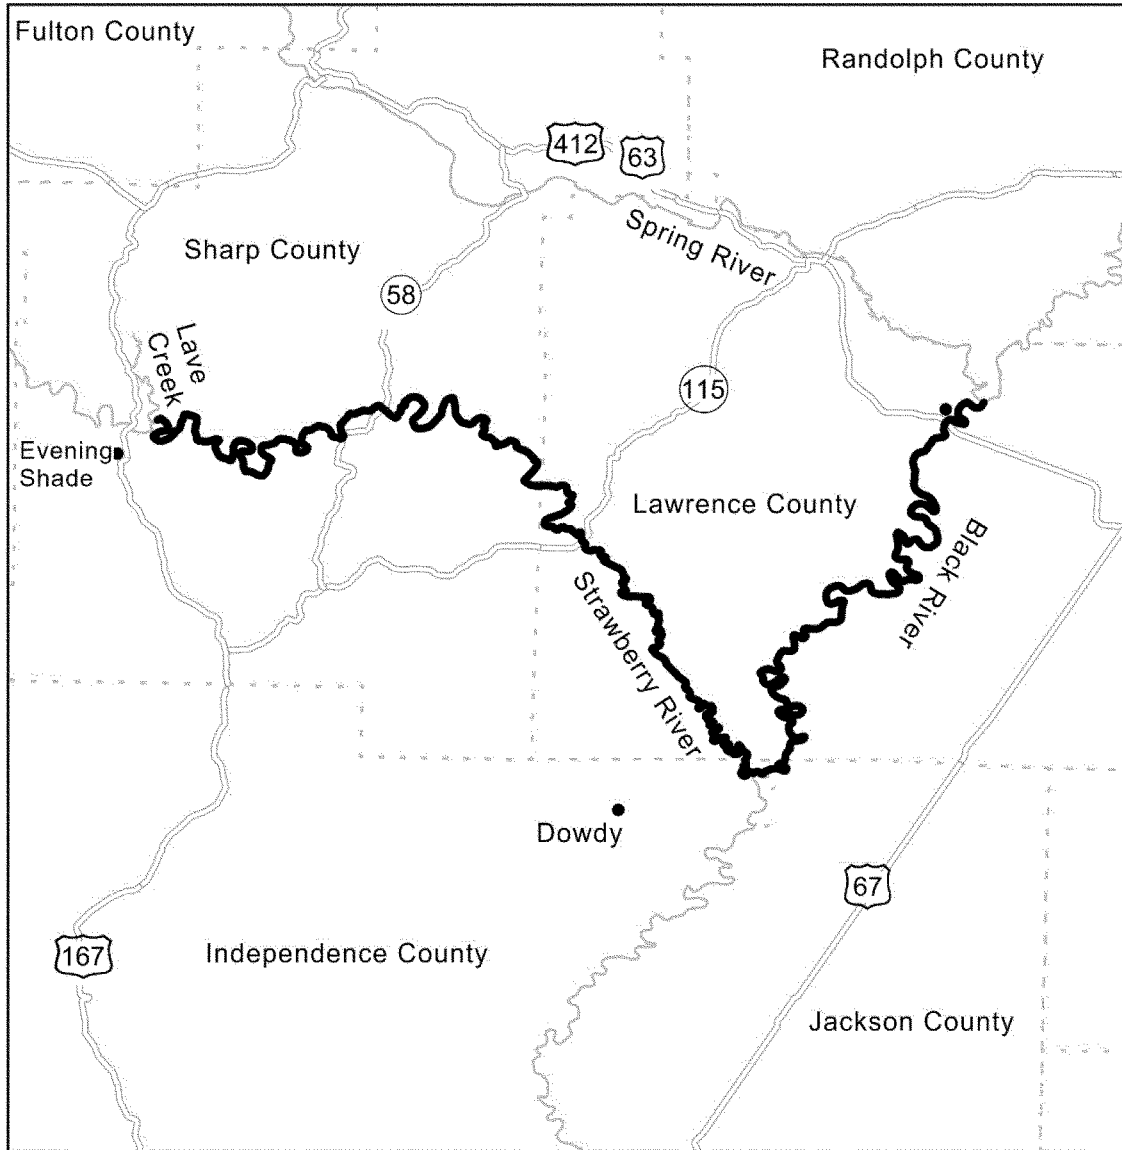 Fulton County
Randolph County
412
63
Spring River
Sharp County
58
Lave
Creek
115
Evening
Shade
Lawrence County
Black River
Strawberry River
Dowdy
67
167
Independence County
Jackson County